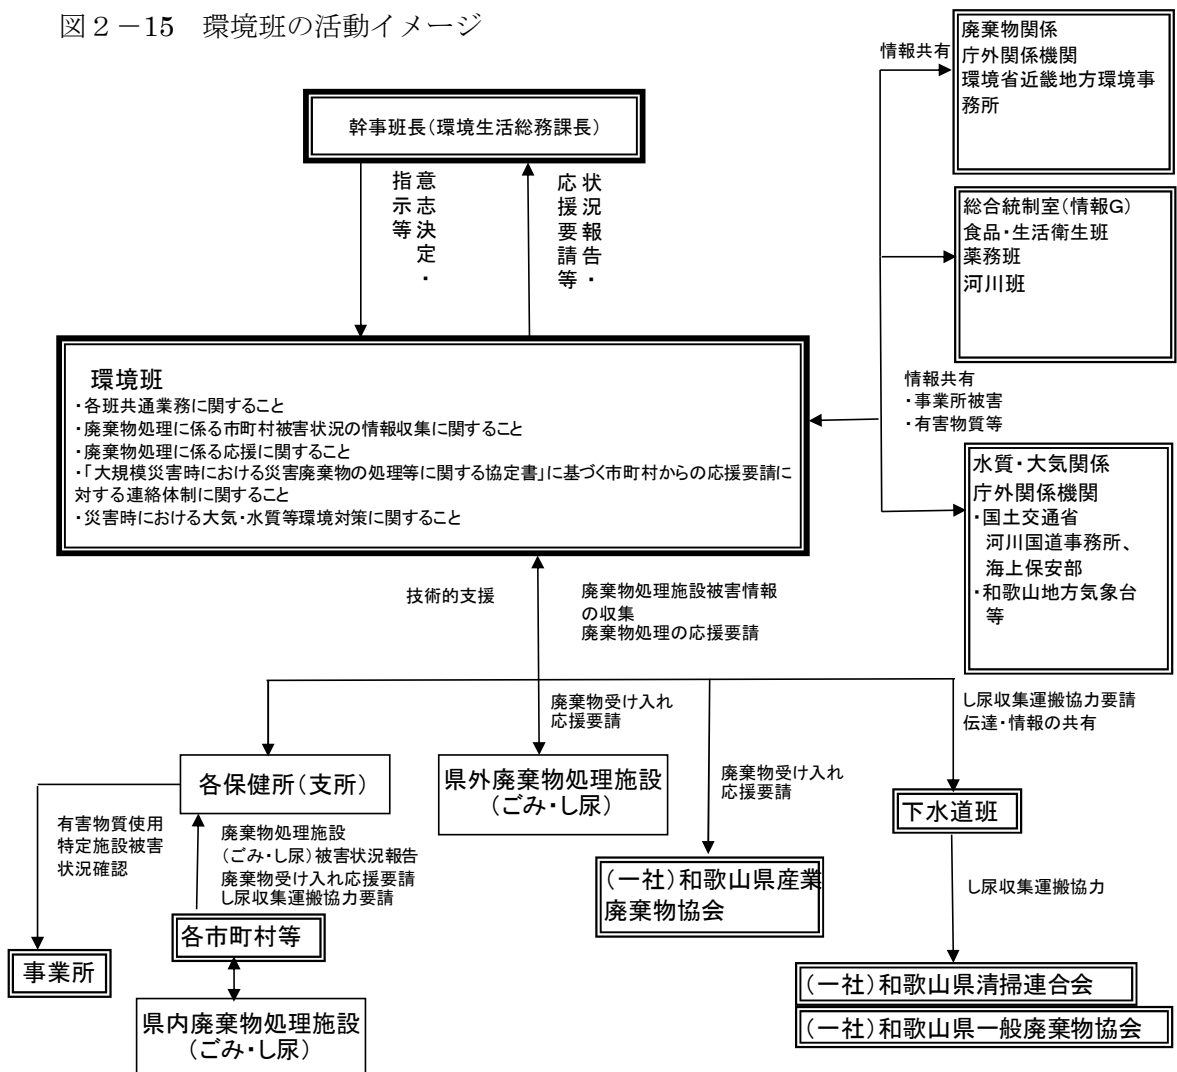 図2-15 環境班の活動イメージ
幹事班長(環境生活総務課長)
意志決定・
指示等
状況報告・
応援要請等
情報共有
廃棄物関係
庁外関係機関
環境省近畿地方環境事
務所
総合統制室(情報G)
食品・生活衛生班
薬務班
河川班
情報共有
・事業所被害
・有害物質等
水質・大気関係
庁外関係機関
・国土交通省
河川国道事務所、
海上保安部
・和歌山地方気象台
等
環境班
・各班共通業務に関すること
・廃棄物処理に係る市町村被害状況の情報収集に関すること
・廃棄物処理に係る応援に関すること
・「大規模災害時における災害廃棄物の処理等に関する協定書」に基づく市町村からの応援要請に
対する連絡体制に関すること
・災害時における大気・水質等環境対策に関すること
技術的支援
廃棄物処理施設被害情報
の収集
廃棄物処理の応援要請
廃棄物受け入れ
応援要請
し尿収集運搬協力要請
伝達・情報の共有
各保健所(支所)
県外廃棄物処理施設
(ごみ・し尿)
廃棄物受け入れ
応援要請
下水道班
有害物質使用
特定施設被害
状況確認
廃棄物処理施設
(ごみ・し尿)被害状況報告
廃棄物受け入れ応援要請
し尿収集運搬協力要請
(一社)和歌山県産業
廃棄物協会
し尿収集運搬協力
各市町村等
事業所
県内廃棄物処理施設
(ごみ・し尿)
(一社)和歌山県清掃連合会
(一社)和歌山県一般廃棄物協会